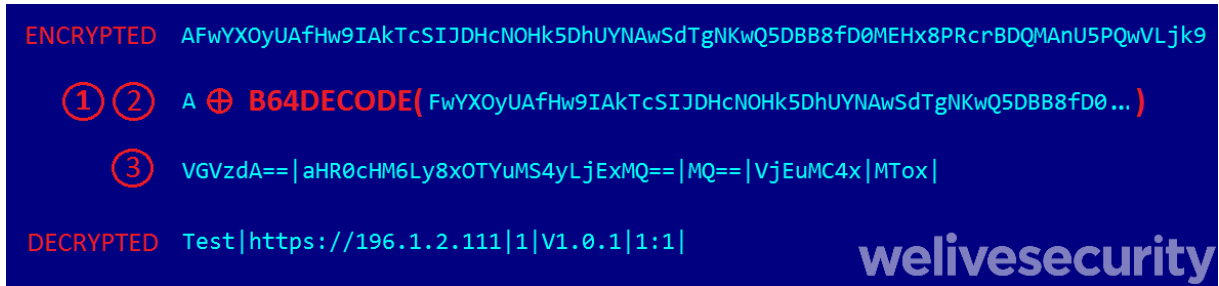 ENCRYPTED AFwYXOyUAfHw9IAkTcSIJDHcNOHk5DhUYNAwSdTgNKwQ5DBB8fD0MEHx8PRcrBDQMAnU5PQwVLjk9
1 2 A ⊕ B64DECODE( FwYXOyUAfHw9IAkTcSIJDHcNOHk5DhUYNAwSdTgNKwQ5DBB8fD0… )
3 VGVzdA==|aHR0cHM6Ly8xOTYuMS4yLjExMQ==|MQ==|VjEuMC4x|MTox|
DECRYPTED Test|https://196.1.2.111|1|V1.0.1|1:1|
welivesecurity